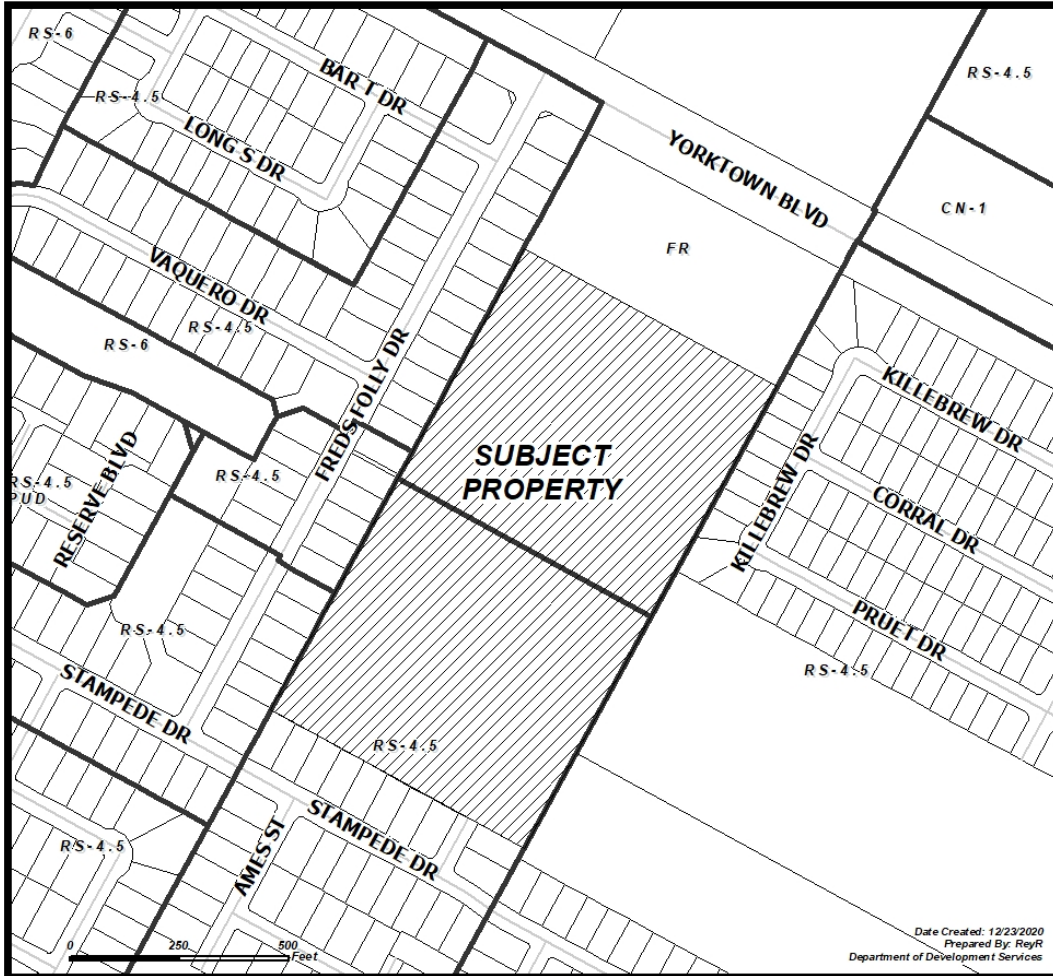 RS-6
RS-4.5
BAR T DR
LONG S DR
YORKTOWN BLVD
RS-4.5
CN-1
FR
VAQUERO DR
RS-4.5
RS-6
FREDS FOLLY DR
KILLEBREW DR
SUBJECT
PROPERTY
RS-4.5
PUD
RESERVE BLVD
RS-4.5
KILLEBREW DR
CORRAL DR
PRUET DR
RS-4.5
RS-4.5
STAMPEDE DR
RS-4.5
STAMPEDE DR
AMES ST
RS-4.5
0 250 500
Feet
Date Created: 12/23/2020
Prepared By: ReyR
Department of Development Services